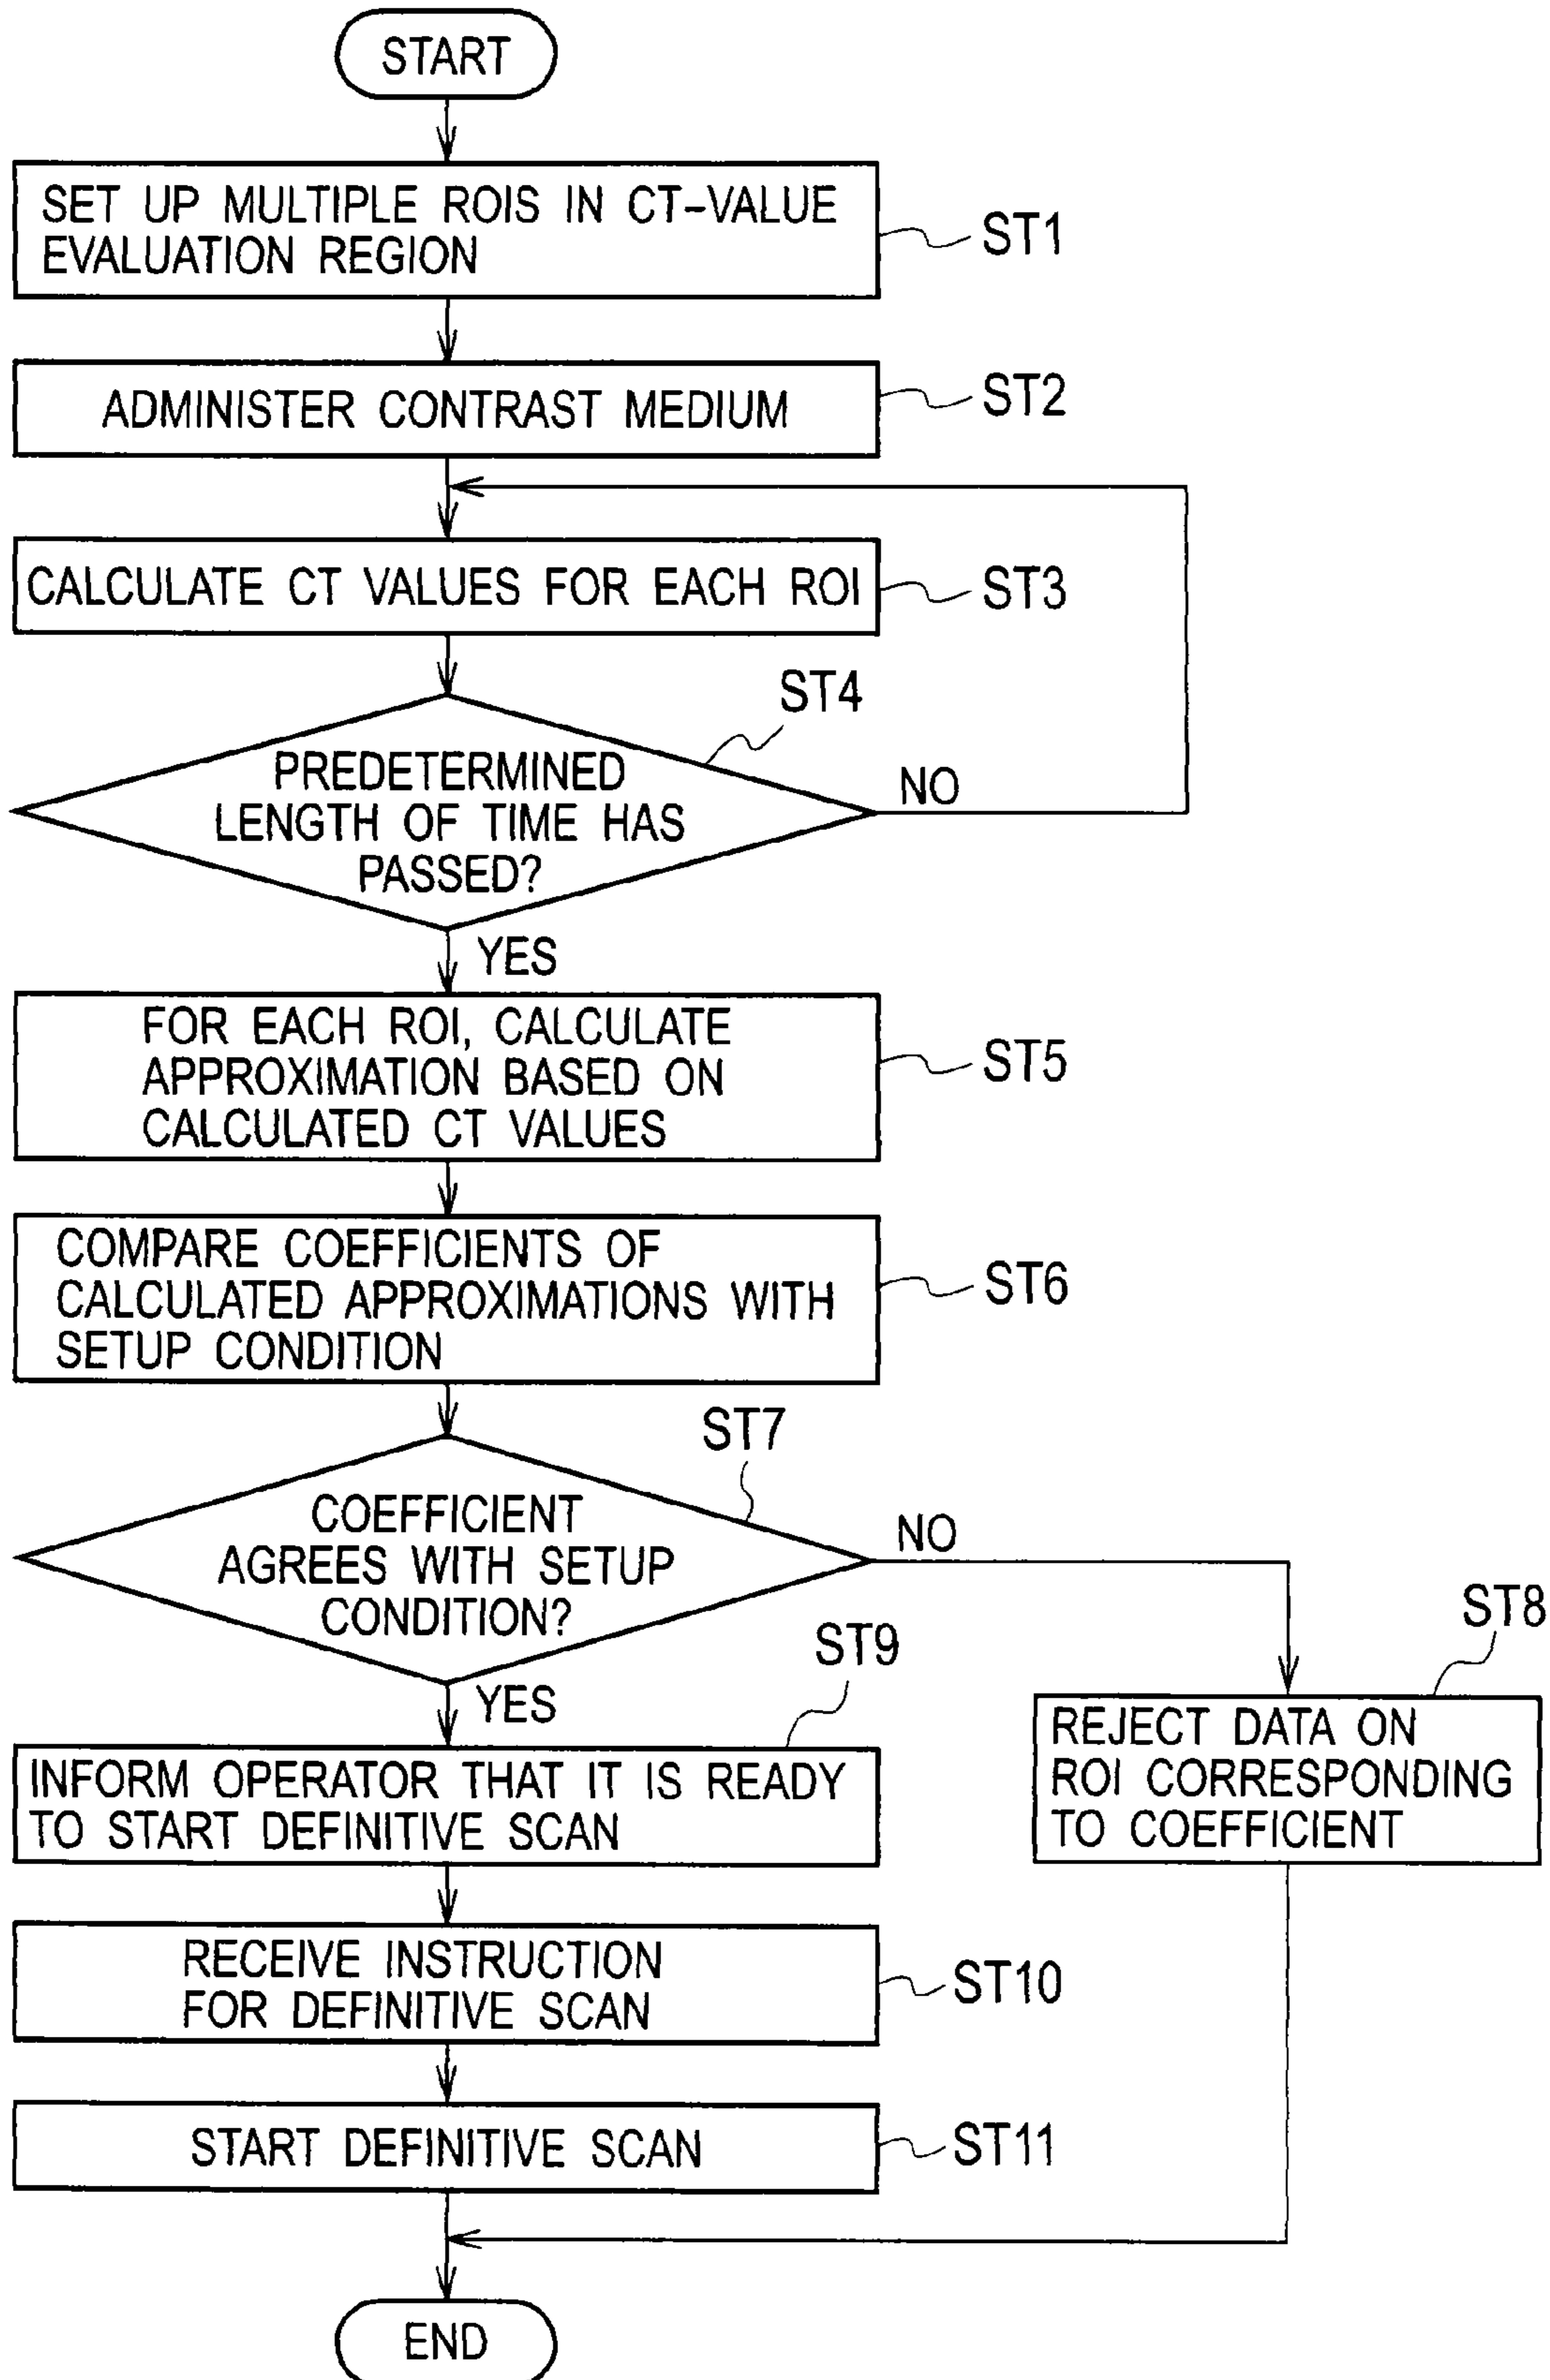 START
SET UP MULTIPLE ROIS IN CT-VALUE
EVALUATION REGION
ST1
ADMINISTER CONTRAST MEDIUM
ST2
CALCULATE CT VALUES FOR EACH ROI
ST3
ST4
PREDETERMINED
LENGTH OF TIME HAS
PASSED?
NO
YES
FOR EACH ROI, CALCULATE
APPROXIMATION BASED ON
CALCULATED CT VALUES
ST5
COMPARE COEFFICIENTS OF
CALCULATED APPROXIMATIONS WITH
SETUP CONDITION
ST6
ST7
COEFFICIENT
AGREES WITH SETUP
CONDITION?
NO
YES
ST8
REJECT DATA ON
ROI CORRESPONDING
TO COEFFICIENT
ST9
INFORM OPERATOR THAT IT IS READY
TO START DEFINITIVE SCAN
RECEIVE INSTRUCTION
FOR DEFINITIVE SCAN
ST10
START DEFINITIVE SCAN
ST11
END